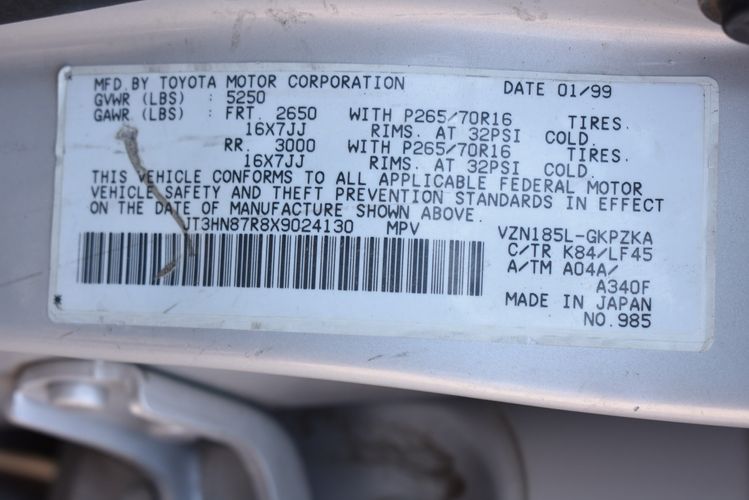 MFD. BY TOYOTA MOTOR CORPORATION DATE 01/99
GVWR (LBS) : 5250
GAWR (LBS) : FRT. 2650 WITH P265/70R16 TIRES.
16X7JJ RIMS. AT 32PSI COLD.
RR. 3000 WITH P265/70R16 TIRES.
16X7JJ RIMS. AT 32PSI COLD.
THIS VEHICLE CONFORMS TO ALL APPLICABLE FEDERAL MOTOR
VEHICLE SAFETY AND THEFT PREVENTION STANDARDS IN EFFECT
ON THE DATE OF MANUFACTURE SHOWN ABOVE.
JT3HN87R8X9024130 MPV VZN185L-GKPZKA
C/TR K84/LF45
A/TM A04A/
A340F
MADE IN JAPAN
NO.985